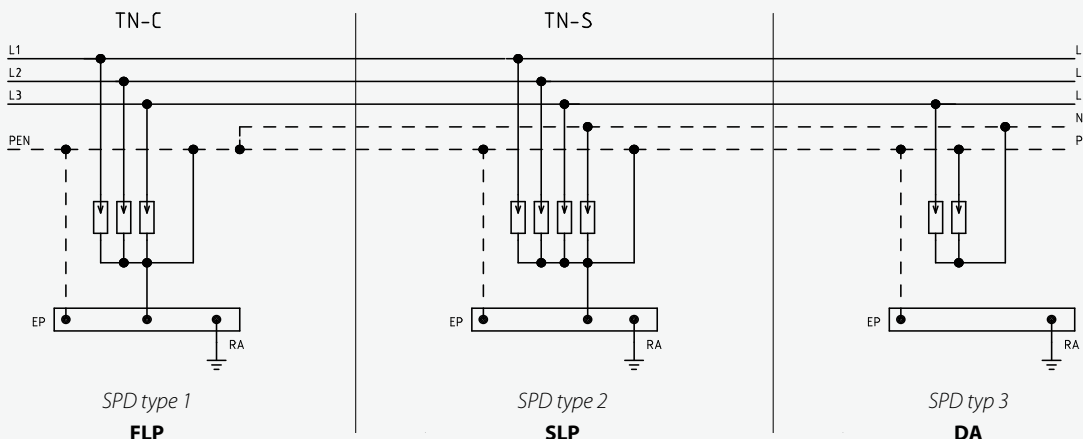 TN-C
TN-S
L1
L
L2
L
L3
L
N
PEN
P
EP
EP
EP
RA
RA
RA
SPD type 1
SPD type 2
SPD typ 3
FLP
SLP
DA